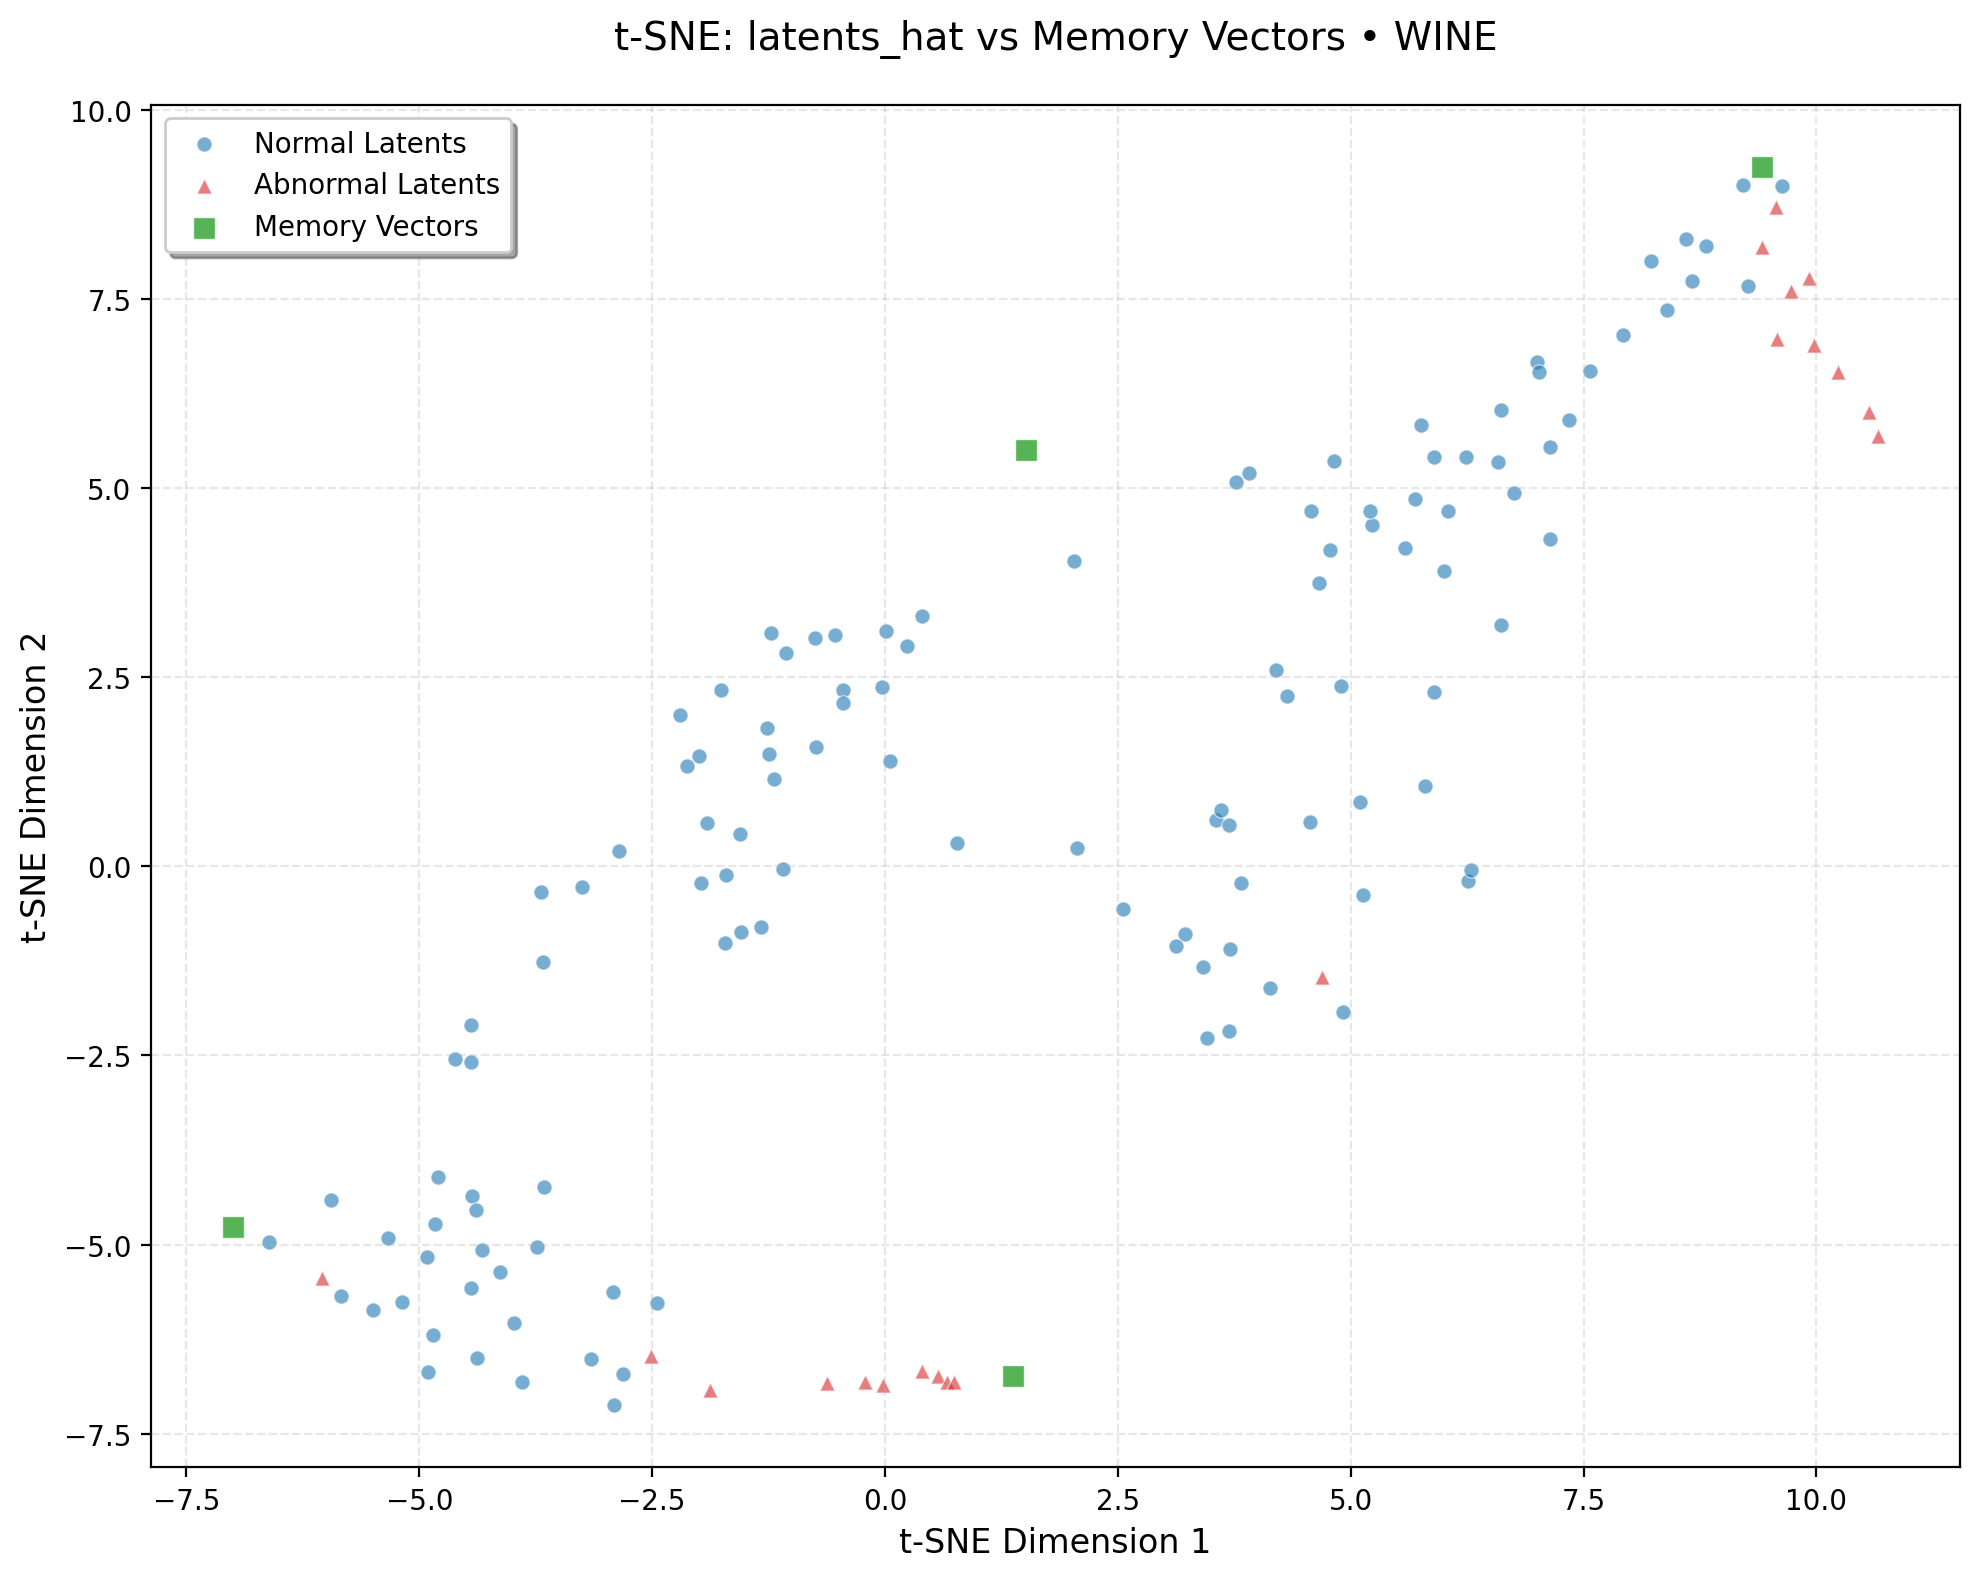 t-SNE: latents_hat vs Memory Vectors • WINE
10.0
7.5
5.0
2.5
0.0
−2.5
−5.0
−7.5
t-SNE Dimension 2
Normal Latents
Abnormal Latents
Memory Vectors
−7.5 −5.0 −2.5 0.0 2.5 5.0 7.5 10.0
t-SNE Dimension 1